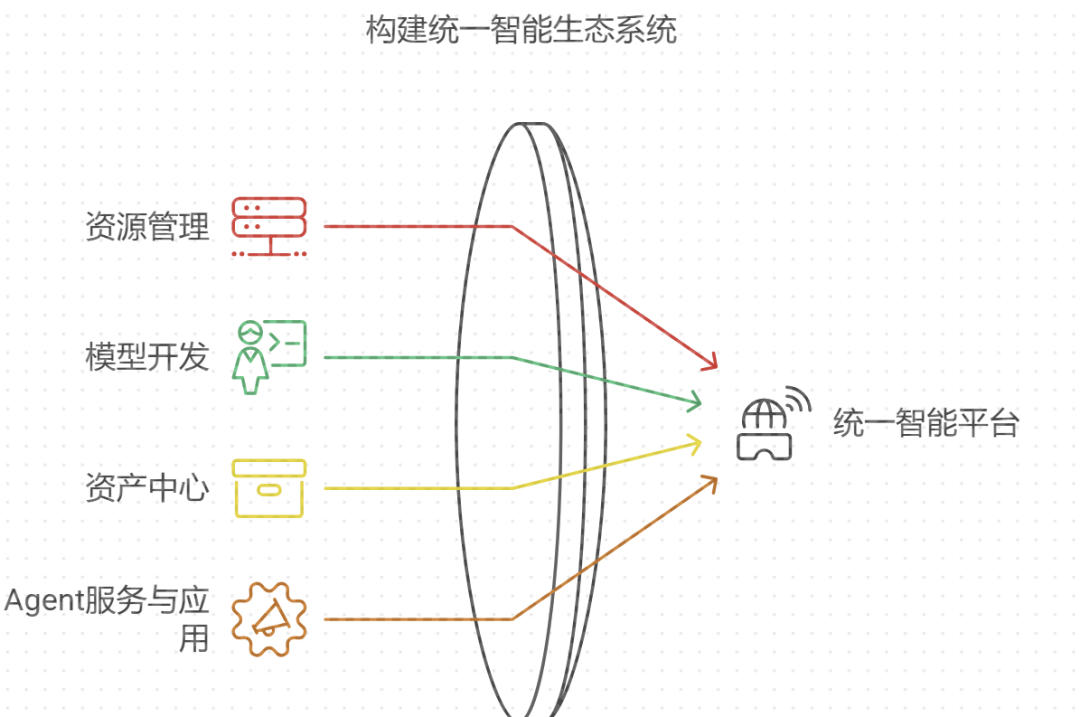 构建统一智能生态系统
资源管理
模型开发
统一智能平台
资产中心
Agent服务与应
用